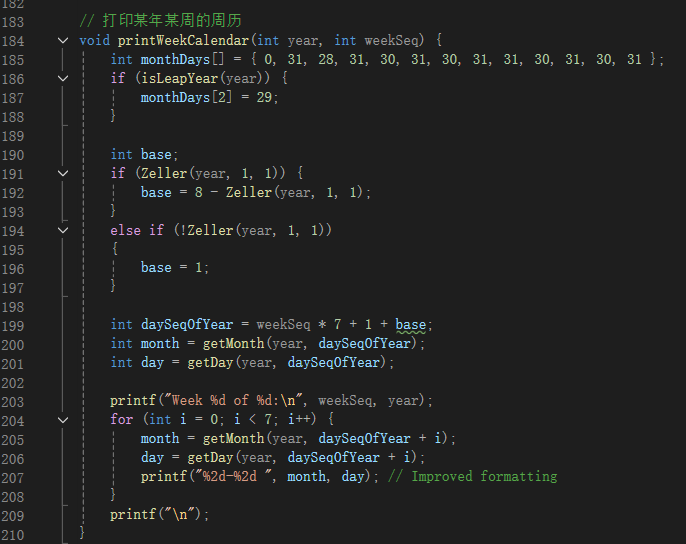 182
183 // 打印某年某周的周历
184 void printWeekCalendar(int year, int weekSeq) {
185 int monthDays[] = { 0, 31, 28, 31, 30, 31, 30, 31, 31, 30, 31, 30, 31 };
186 if (isLeapYear(year)) {
187 monthDays[2] = 29;
188 }
189
190 int base;
191 if (Zeller(year, 1, 1)) {
192 base = 8 - Zeller(year, 1, 1);
193 }
194 else if (!Zeller(year, 1, 1))
195 {
196 base = 1;
197 }
198
199 int daySeqOfYear = weekSeq * 7 + 1 + base;
200 int month = getMonth(year, daySeqOfYear);
201 int day = getDay(year, daySeqOfYear);
202
203 printf("Week %d of %d:\n", weekSeq, year);
204 for (int i = 0; i < 7; i++) {
205 month = getMonth(year, daySeqOfYear + i);
206 day = getDay(year, daySeqOfYear + i);
207 printf("%2d-%2d ", month, day); // Improved formatting
208 }
209 printf("\n");
210 }